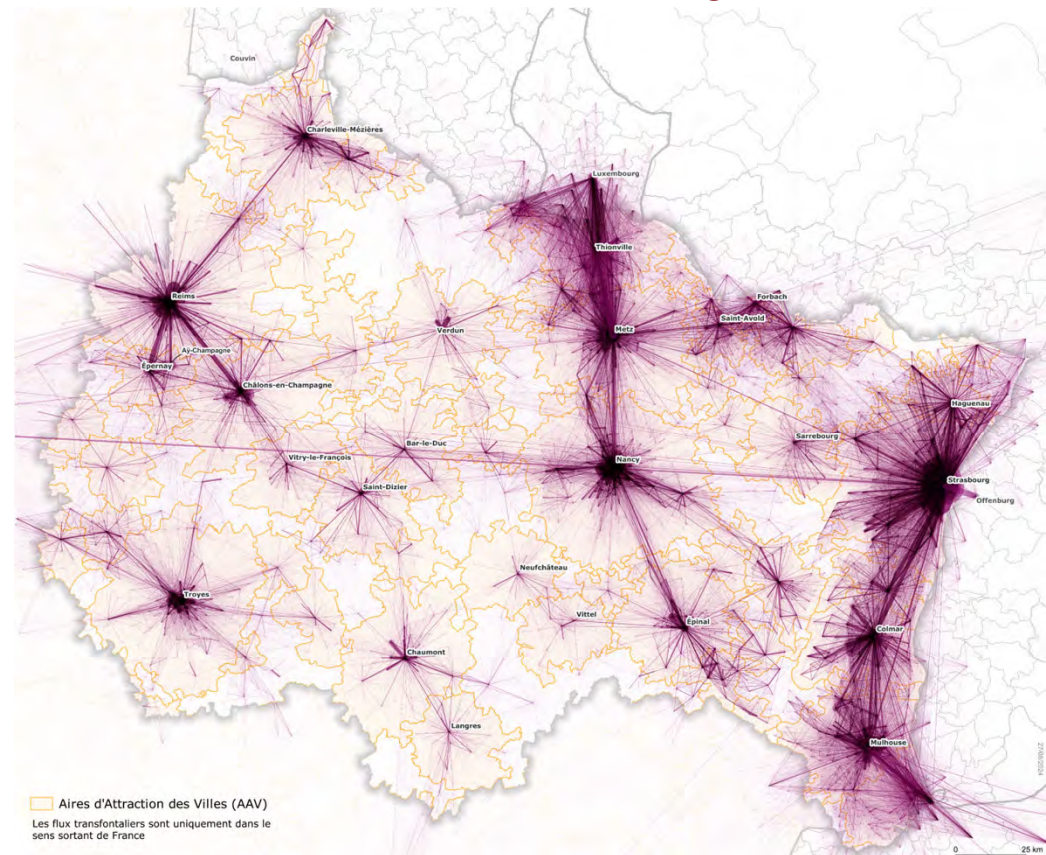 Couvin
Charleville-Mézières
Luxembourg
Thionville
Reims
Forbach
Saint-Avold
Verdun
Metz
Aÿ-Champagne
Épernay
Châlons-en-Champagne
Haguenau
Sarrebourg
Bar-le-Duc
Vitry-le-François
Nancy
Strasbourg
Saint-Dizier
Offenburg
Neufchâteau
Troyes
Vittel
Épinal
Colmar
Chaumont
Langres
Mulhouse
27/08/2024
Aires d'Attraction des Villes (AAV)
Les flux transfontaliers sont uniquement dans le
sens sortant de France
0 25 km